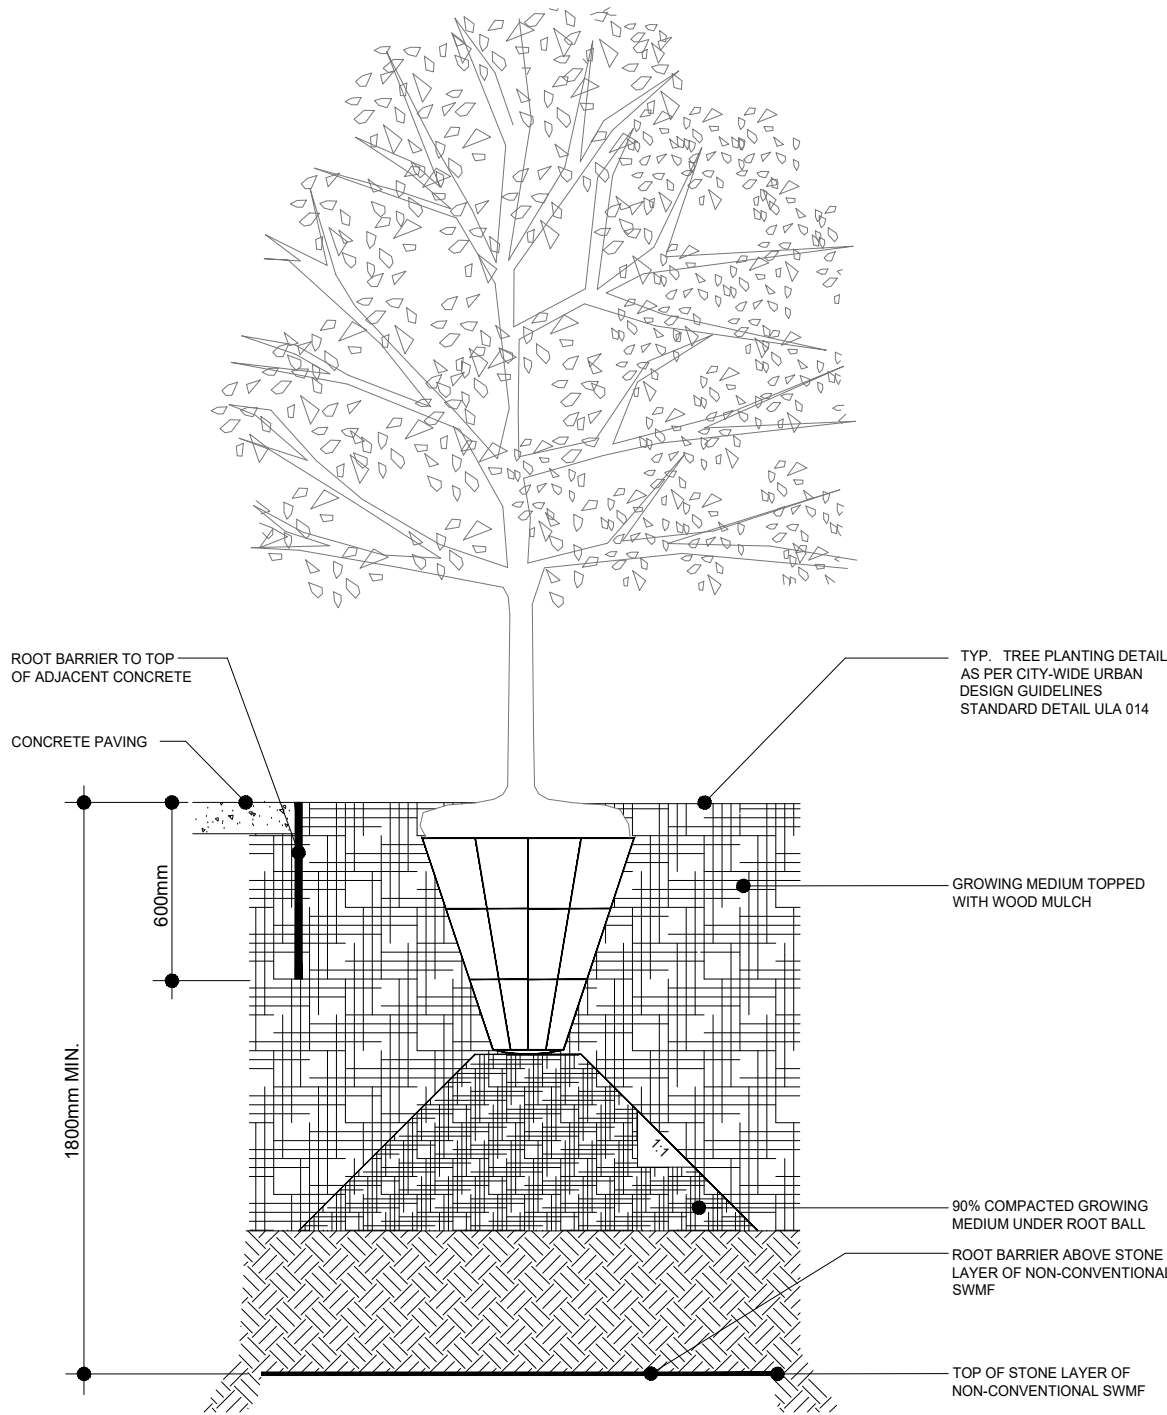 ROOT BARRIER TO TOP
OF ADJACENT CONCRETE
CONCRETE PAVING
600mm
1800mm MIN.
TYP. TREE PLANTING DETAIL
AS PER CITY-WIDE URBAN
DESIGN GUIDELINES
STANDARD DETAIL ULA 014
GROWING MEDIUM TOPPED
WITH WOOD MULCH
1:1
90% COMPACTED GROWING
MEDIUM UNDER ROOT BALL
ROOT BARRIER ABOVE STONE
LAYER OF NON-CONVENTIONAL
SWMF
TOP OF STONE LAYER OF
NON-CONVENTIONAL SWMF